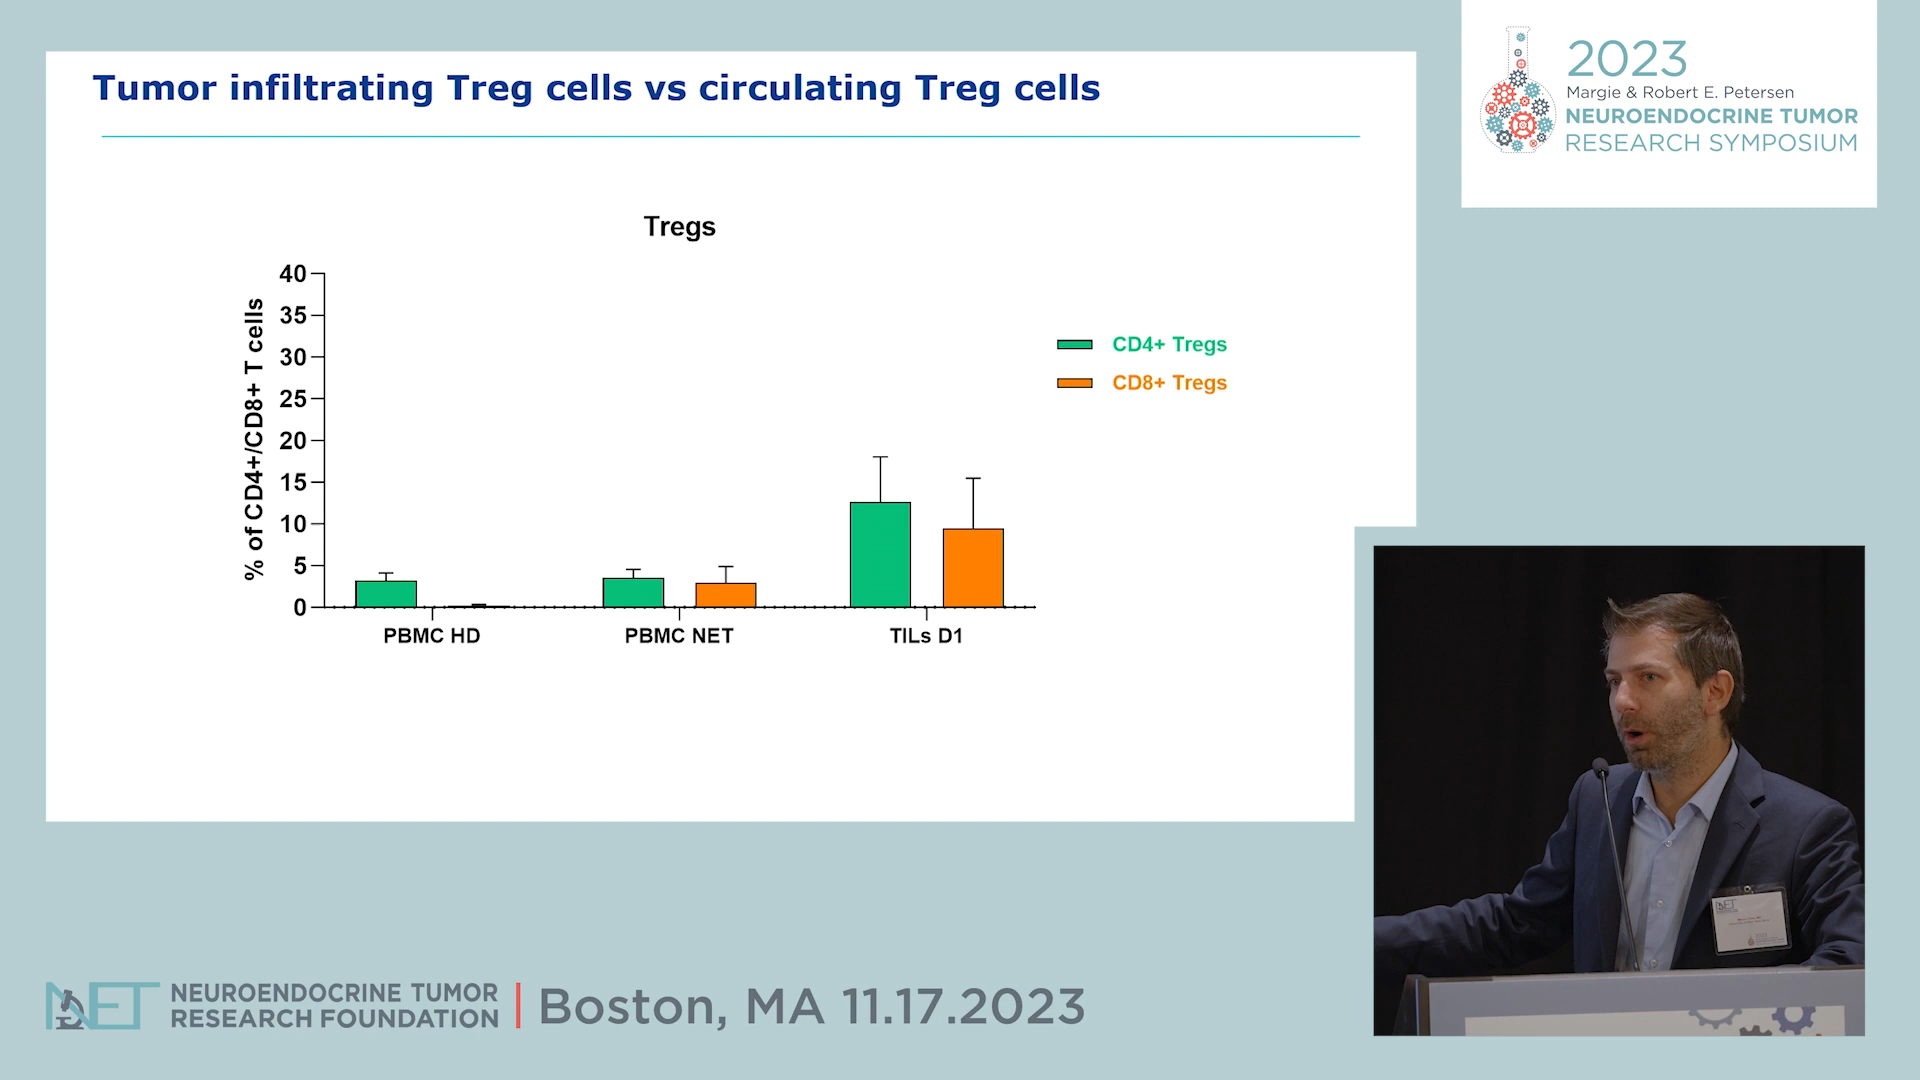 Tumor infiltrating Treg cells vs circulating Treg cells
Tregs
% of CD4+/CD8+ T cells
40
35
30
25
20
15
10
5
0
PBMC HD
PBMC NET
TILs D1
CD4+ Tregs
CD8+ Tregs
2023
Margie & Robert E. Petersen
NEUROENDOCRINE TUMOR
RESEARCH SYMPOSIUM
NET
NET
NEUROENDOCRINE TUMOR
RESEARCH FOUNDATION
Boston, MA 11.17.2023